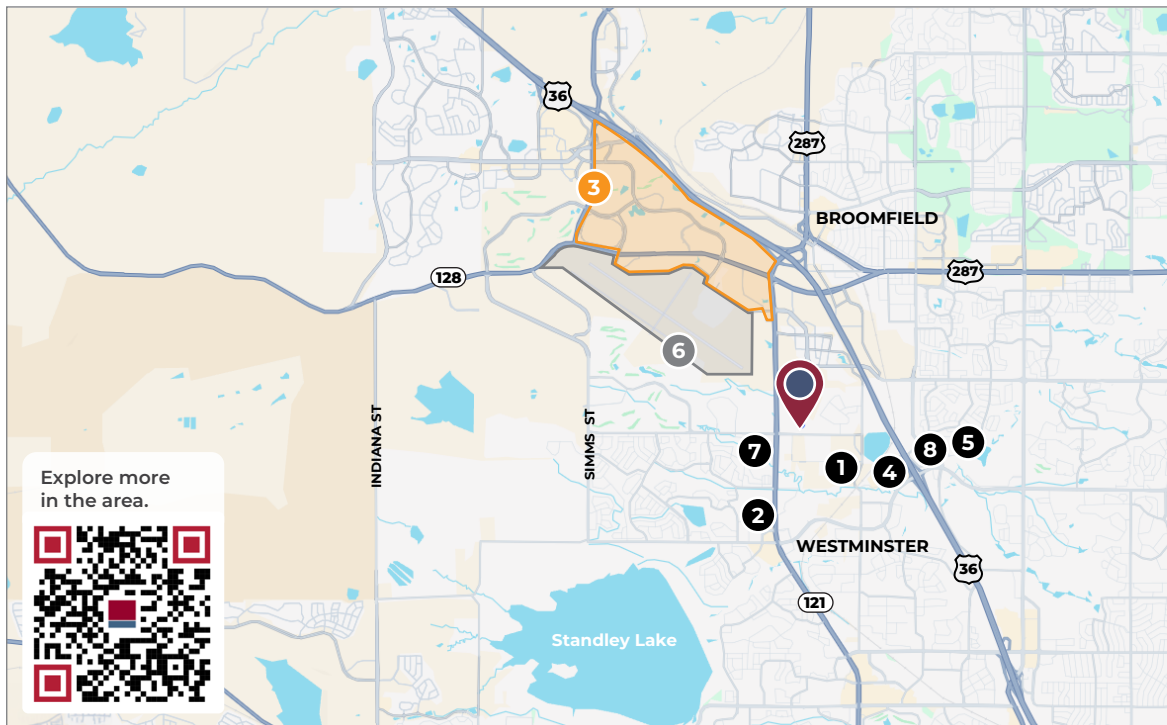 36
287
3
BROOMFIELD
128
287
6
INDIANA ST
SIMMS ST
7
1
4
8
5
2
WESTMINSTER
36
121
Standley Lake
Explore more
in the area.